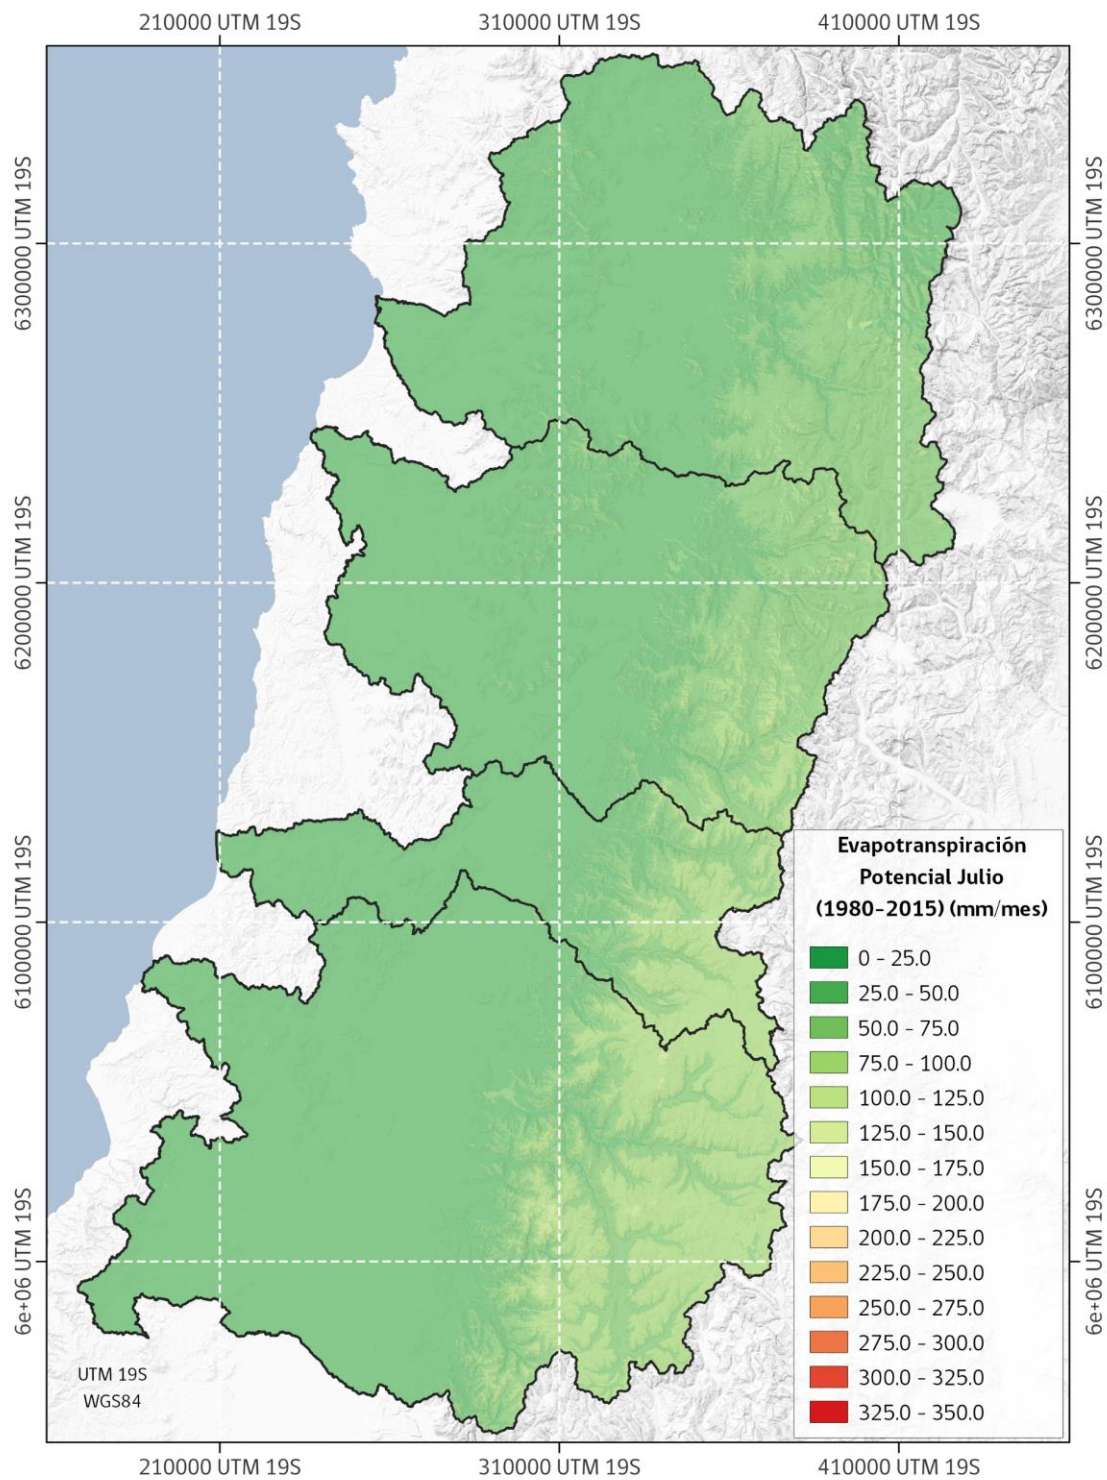 210000 UTM 19S
310000 UTM 19S
410000 UTM 19S
6300000 UTM 19S
6300000 UTM 19S
6200000 UTM 19S
6200000 UTM 19S
6100000 UTM 19S
6100000 UTM 19S
6e+06 UTM 19S
6e+06 UTM 19S
Evapotranspiración
Potencial Julio
(1980-2015) (mm/mes)
0 - 25.0
25.0 - 50.0
50.0 - 75.0
75.0 - 100.0
100.0 - 125.0
125.0 - 150.0
150.0 - 175.0
175.0 - 200.0
200.0 - 225.0
225.0 - 250.0
250.0 - 275.0
275.0 - 300.0
300.0 - 325.0
325.0 - 350.0
UTM 19S
WGS84
210000 UTM 19S
310000 UTM 19S
410000 UTM 19S